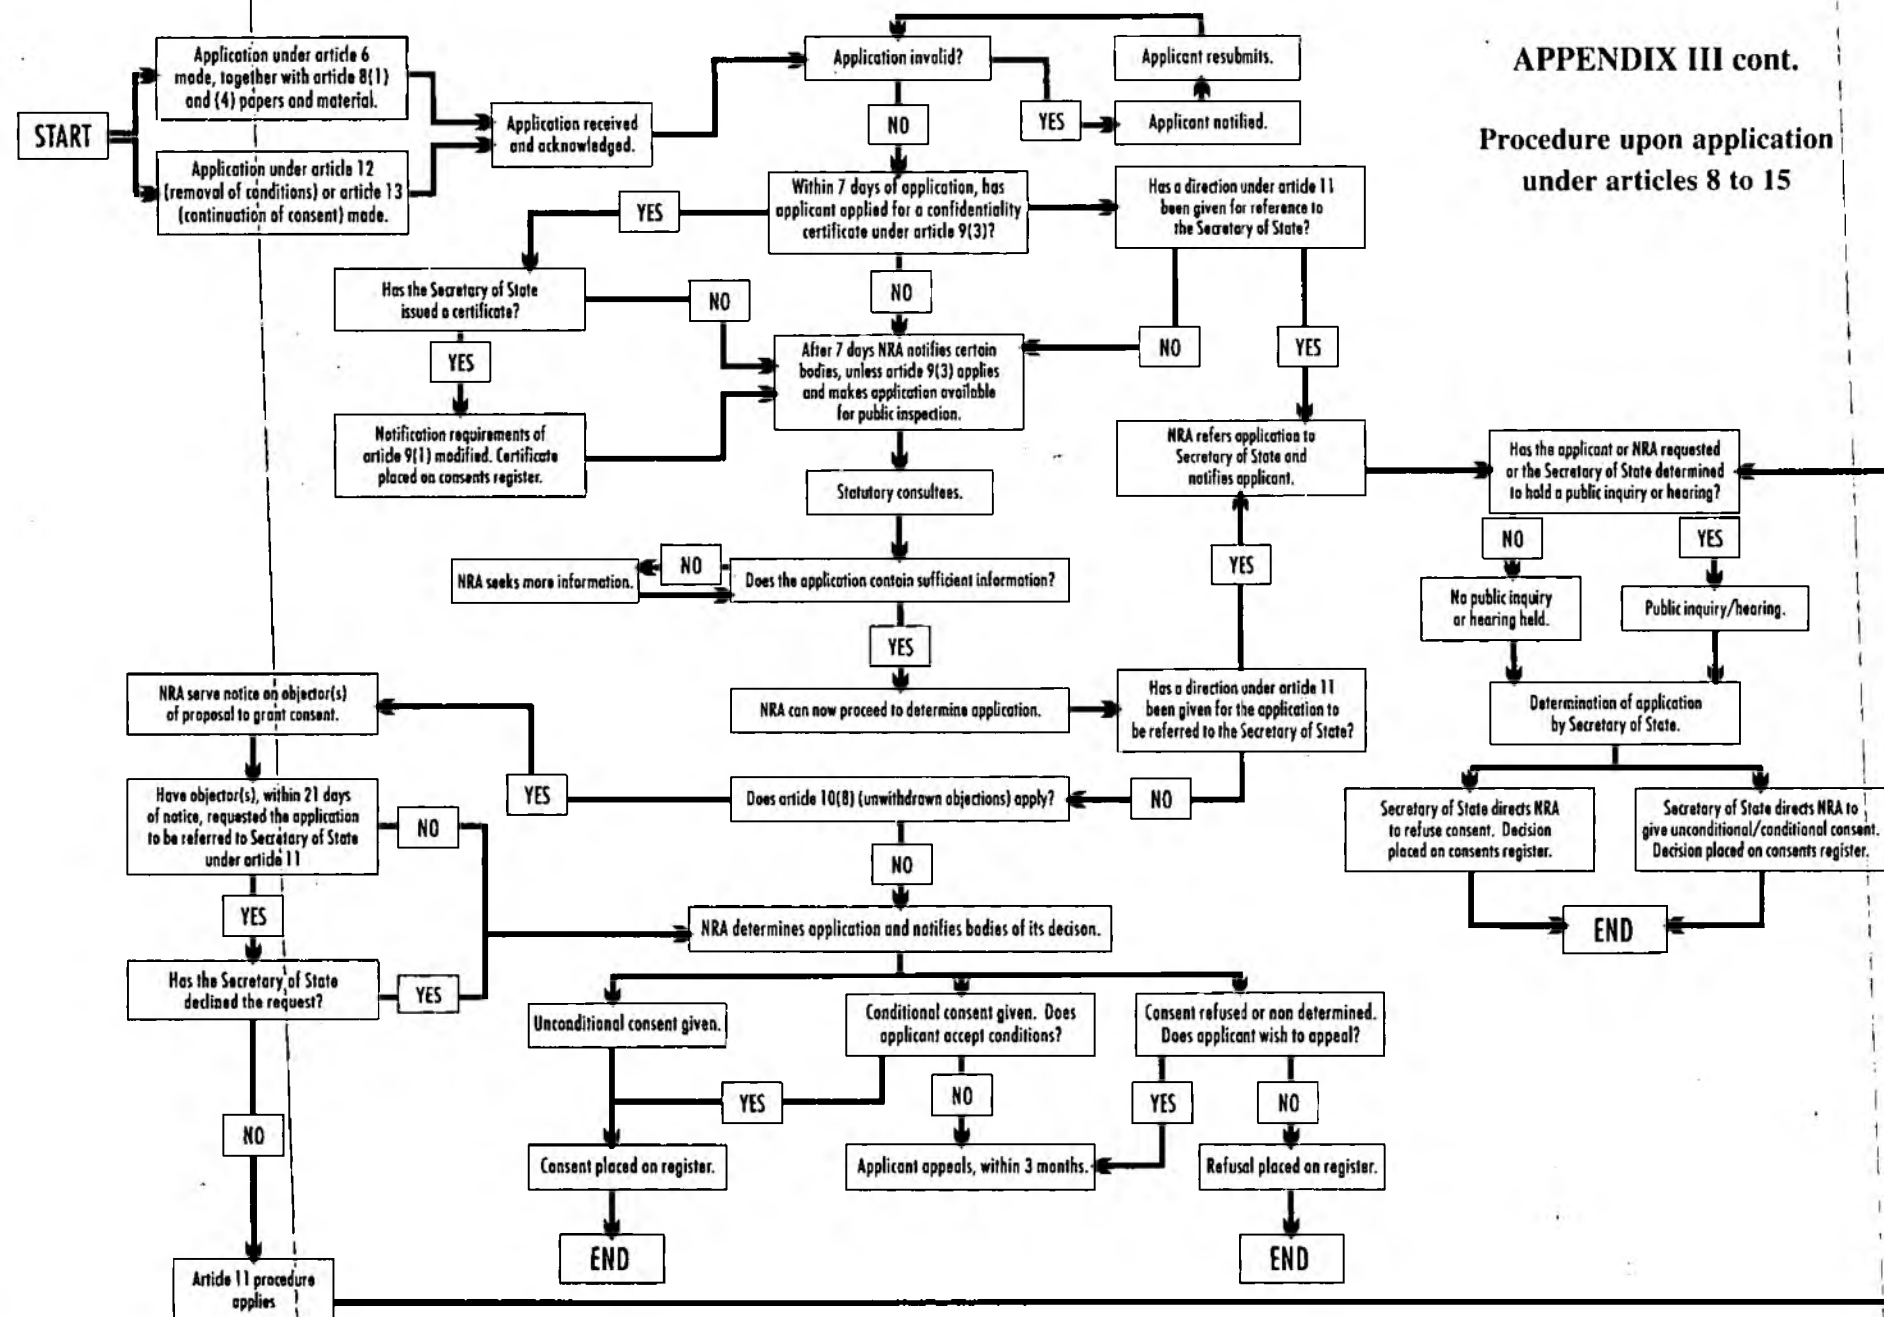 APPENDIX III cont.
Procedure upon application
under articles 8 to 15
START
Application under article 6
made, together with article 8(1)
and (4) papers and material.
Application under article 12
(removal of conditions) or article 13
(continuation of consent) made.
Application received
and acknowledged.
Application invalid?
YES
Applicant notified.
Applicant resubmits.
NO
Within 7 days of application, has
applicant applied for a confidentiality
certificate under article 9(3)?
YES
Has the Secretary of State
issued a certificate?
NO
YES
Notification requirements of
article 9(1) modified. Certificate
placed on consents register.
NO
Has a direction under article 11
been given for reference to
the Secretary of State?
NO
YES
After 7 days NRA notifies certain
bodies, unless article 9(3) applies
and makes application available
for public inspection.
Statutory consultees.
Does the application contain sufficient information?
NO
NRA seeks more information.
YES
NRA can now proceed to determine application.
Has a direction under article 11
been given for the application to
be referred to the Secretary of State?
YES
NRA refers application to
Secretary of State and
notifies applicant.
Has the applicant or NRA requested
or the Secretary of State determined
to hold a public inquiry or hearing?
NO
YES
No public inquiry
or hearing held.
Public inquiry/hearing.
Determination of application
by Secretary of State.
Secretary of State directs NRA
to refuse consent. Decision
placed on consents register.
Secretary of State directs NRA to
give unconditional/conditional consent.
Decision placed on consents register.
END
NO
Does article 10(8) (unwithdrawn objections) apply?
YES
NRA serve notice on objector(s)
of proposal to grant consent.
Have objector(s), within 21 days
of notice, requested the application
to be referred to Secretary of State
under article 11
NO
YES
Has the Secretary of State
declined the request?
YES
NO
Article 11 procedure
applies
NO
NRA determines application and notifies bodies of its decison.
Unconditional consent given.
Conditional consent given. Does
applicant accept conditions?
Consent refused or non determined.
Does applicant wish to appeal?
YES
NO
YES
NO
Consent placed on register.
Applicant appeals, within 3 months.
Refusal placed on register.
END
END